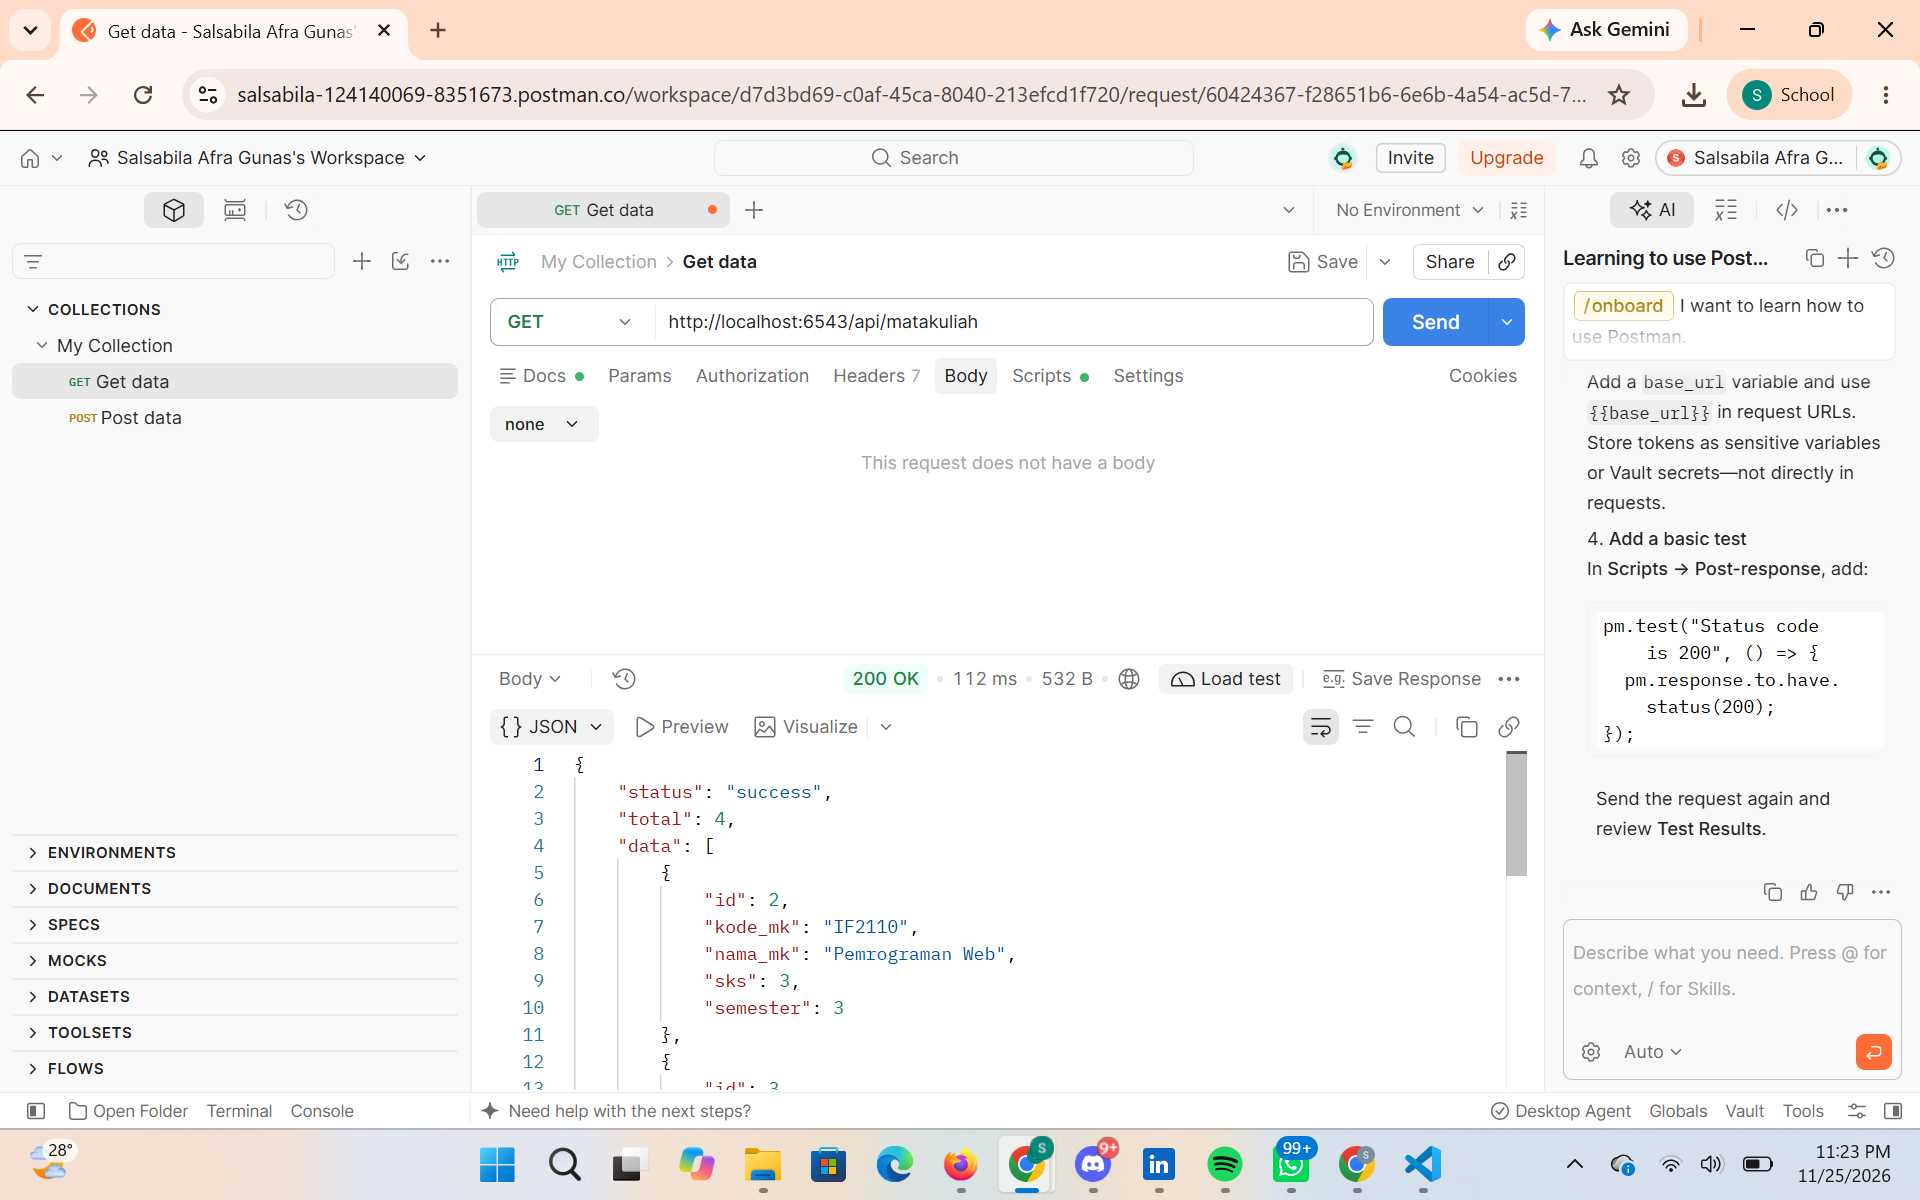 Get data - Salsabila Afra Gunas'
Ask Gemini
salsabila-124140069-8351673.postman.co/workspace/d7d3bd69-c0af-45ca-8040-213efcd1f720/request/60424367-f28651b6-6e6b-4a54-ac5d-7...
S School
Salsabila Afra Gunas's Workspace
Search
Invite
Upgrade
S Salsabila Afra G...
GET Get data
No Environment
AI
HTTP My Collection > Get data
Save
Share
Learning to use Post...
/onboard I want to learn how to
use Postman.
COLLECTIONS
My Collection
GET Get data
POST Post data
ENVIRONMENTS
DOCUMENTS
SPECS
MOCKS
DATASETS
TOOLSETS
FLOWS
GET
http://localhost:6543/api/matakuliah
Send
Docs
Params
Authorization
Headers 7
Body
Scripts
Settings
Cookies
none
This request does not have a body
Body
200 OK
112 ms
532 B
Load test
e.g. Save Response
{} JSON
Preview
Visualize
1 {
2 "status": "success",
3 "total": 4,
4 "data": [
5 {
6 "id": 2,
7 "kode_mk": "IF2110",
8 "nama_mk": "Pemrograman Web",
9 "sks": 3,
10 "semester": 3
11 },
12 {
13 "id": 3
Add a base_url variable and use
{{base_url}} in request URLs.
Store tokens as sensitive variables
or Vault secrets—not directly in
requests.
4. Add a basic test
In Scripts → Post-response, add:
pm.test("Status code
is 200", () => {
pm.response.to.have.
status(200);
});
Send the request again and
review Test Results.
Describe what you need. Press @ for
context, / for Skills.
Auto
Open Folder
Terminal
Console
Need help with the next steps?
Desktop Agent
Globals
Vault
Tools
28°
S
9+
in
99+
S
11:23 PM
11/25/2026